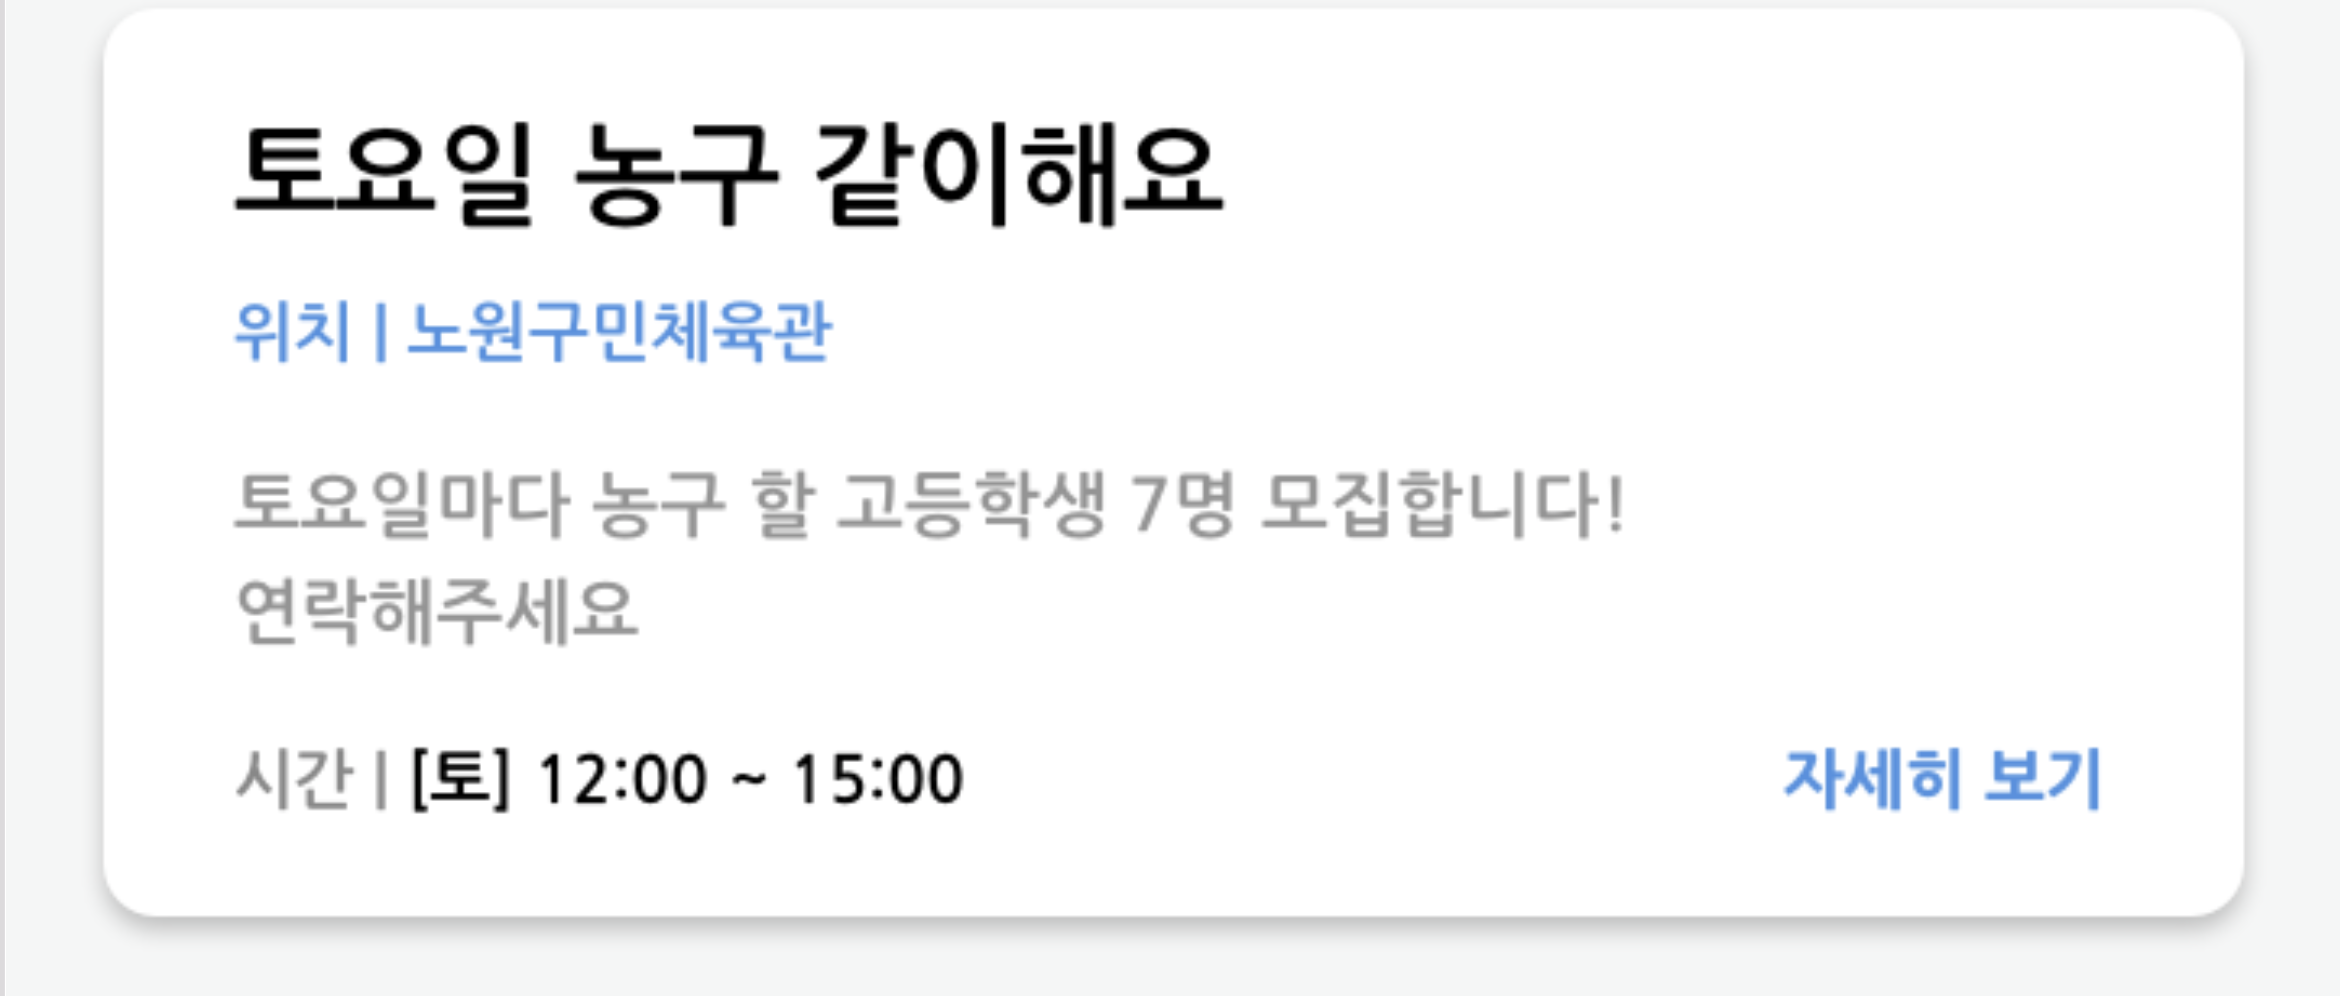 토요일 농구 같이해요
위치 | 노원구민체육관
토요일마다 농구 할 고등학생 7명 모집합니다!
연락해주세요
시간 | [토] 12:00 ~ 15:00
자세히 보기